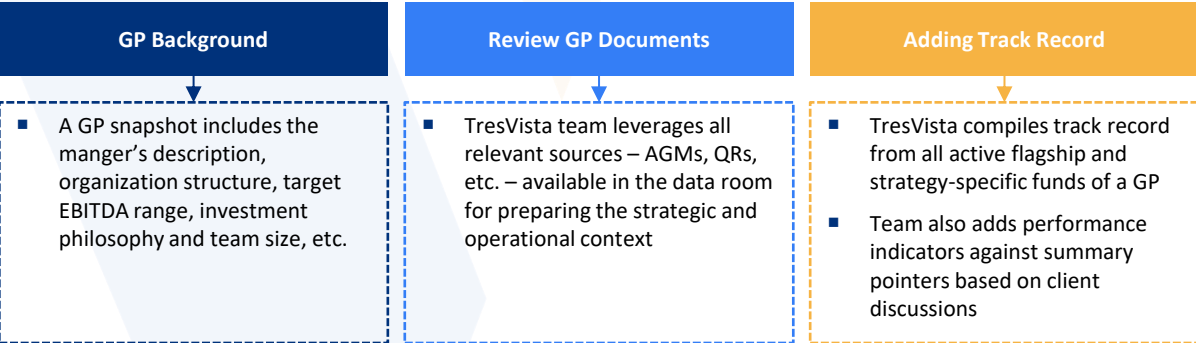 GP Background
■ A GP snapshot includes the
manger's description,
organization structure, target
EBITDA range, investment
philosophy and team size, etc.
Review GP Documents
■ TresVista team leverages all
relevant sources – AGMs, QRs,
etc. – available in the data room
for preparing the strategic and
operational context
Adding Track Record
■ TresVista compiles track record
from all active flagship and
strategy-specific funds of a GP
■ Team also adds performance
indicators against summary
pointers based on client
discussions